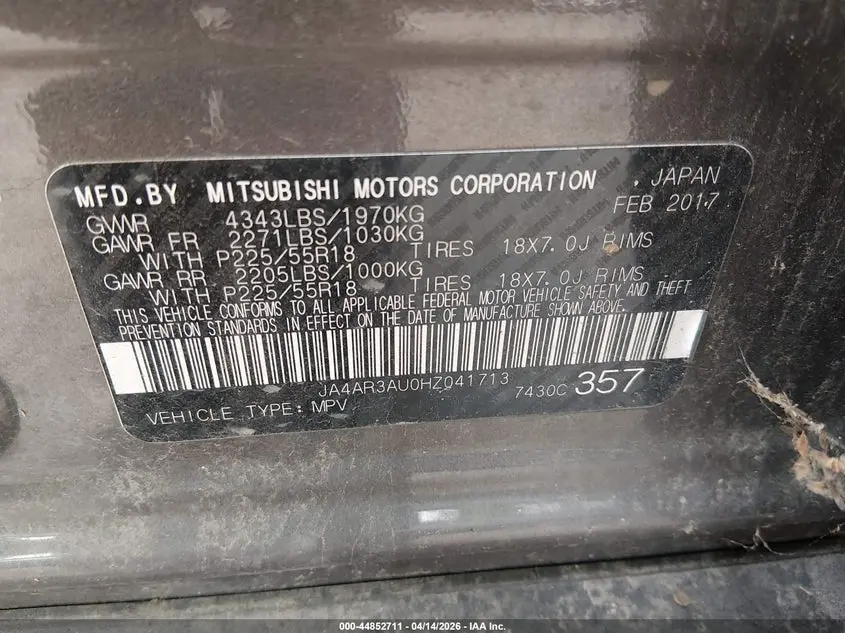 MFD.BY MITSUBISHI MOTORS CORPORATION , JAPAN
GVWR 4343LBS/1970KG FEB 2017
GAWR FR 2271LBS/1030KG
WITH P225/55R18 TIRES 18X7.0J RIMS
GAWR RR 2205LBS/1000KG
WITH P225/55R18 TIRES 18X7.0J RIMS
THIS VEHICLE CONFORMS TO ALL APPLICABLE FEDERAL MOTOR VEHICLE SAFETY AND THEFT
PREVENTION STANDARDS IN EFFECT ON THE DATE OF MANUFACTURE SHOWN ABOVE.
JA4AR3AU0HZ041713
7430C 357
VEHICLE TYPE: MPV
000-44852711 - 04/14/2026 - IAA Inc.